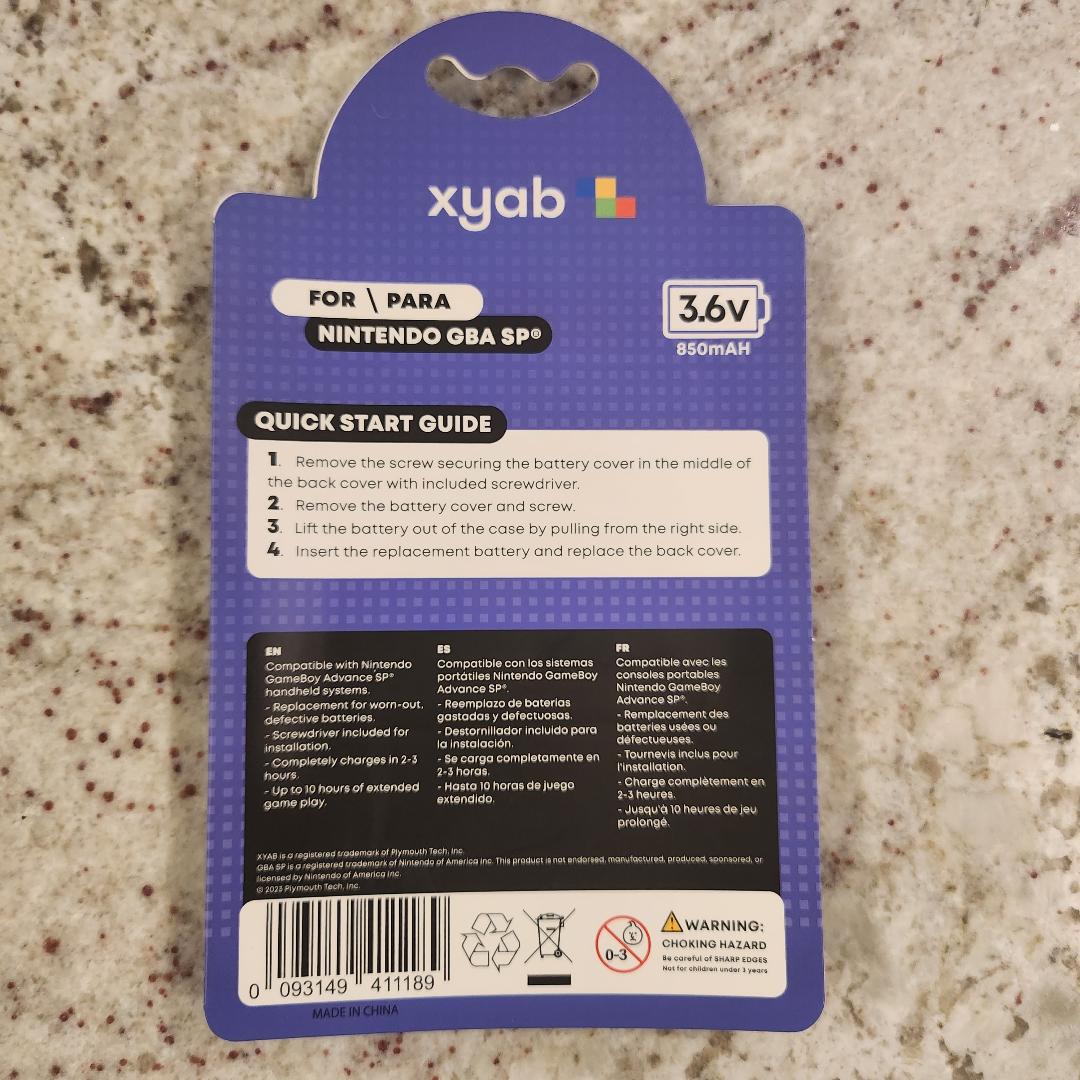 xyab
FOR \ PARA
NINTENDO GBA SP®
3.6V
850mAH
QUICK START GUIDE
1. Remove the screw securing the battery cover in the middle of
the back cover with included screwdriver.
2. Remove the battery cover and screw.
3. Lift the battery out of the case by pulling from the right side.
4. Insert the replacement battery and replace the back cover.
EN
Compatible with Nintendo
GameBoy Advance SP®
handheld systems.
- Replacement for worn-out,
defective batteries.
- Screwdriver included for
installation.
- Completely charges in 2-3
hours.
- Up to 10 hours of extended
game play.
ES
Compatible con los sistemas
portátiles Nintendo GameBoy
Advance SP®.
- Reemplazo de baterias
gastadas y defectuosas.
- Destornillador incluido para
la instalación.
- Se carga completamente en
2-3 horas.
- Hasta 10 horas de juego
extendido.
FR
Compatible avec les
consoles portables
Nintendo GameBoy
Advance SP®.
- Remplacement des
batteries usées ou
défectueuses.
- Tournevis inclus pour
l'installation.
- Charge complètement en
2-3 heures.
- Jusqu'à 10 heures de jeu
prolongé.
XYAB is a registered trademark of Plymouth Tech, Inc.
GBA SP is a registered trademark of Nintendo of America Inc. This product is not endorsed, manufactured, produced, sponsored, or
licensed by Nintendo of America Inc.
© 2023 Plymouth Tech, Inc.
0 093149 411189
0-3
WARNING:
CHOKING HAZARD
Be careful of SHARP EDGES
Not for children under 3 years
MADE IN CHINA